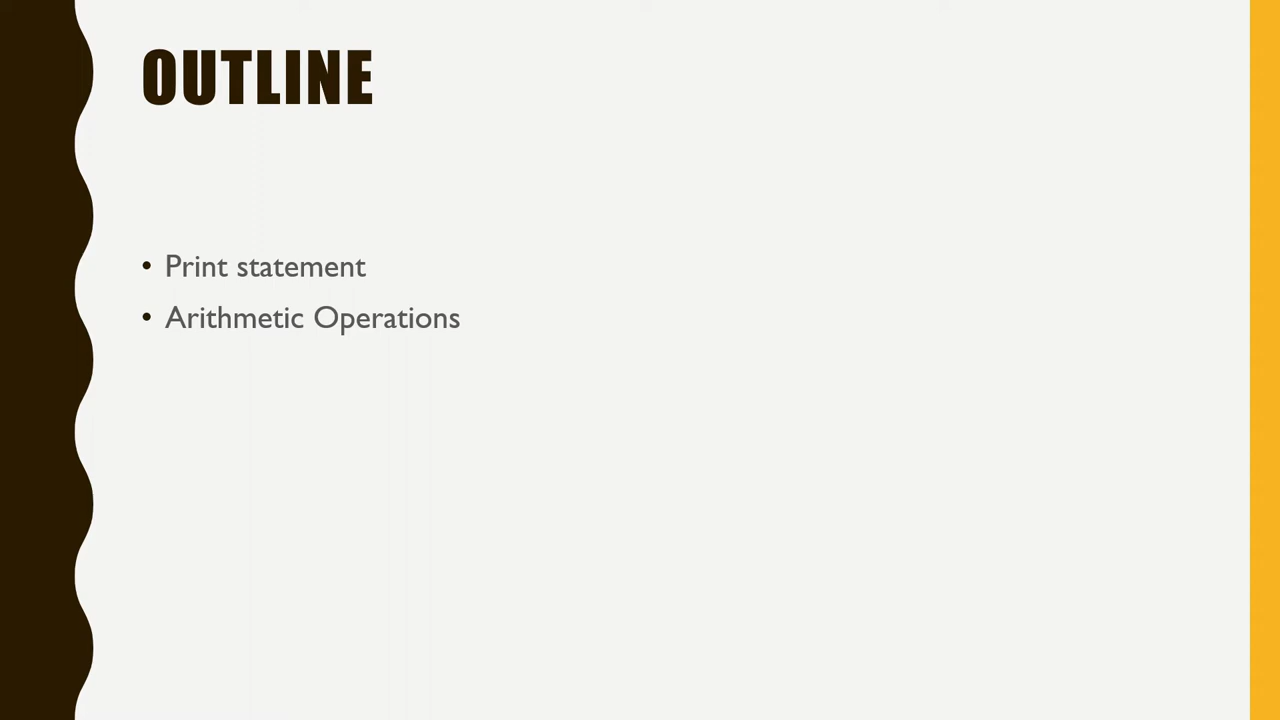 OUTLINE
• Print statement
• Arithmetic Operations